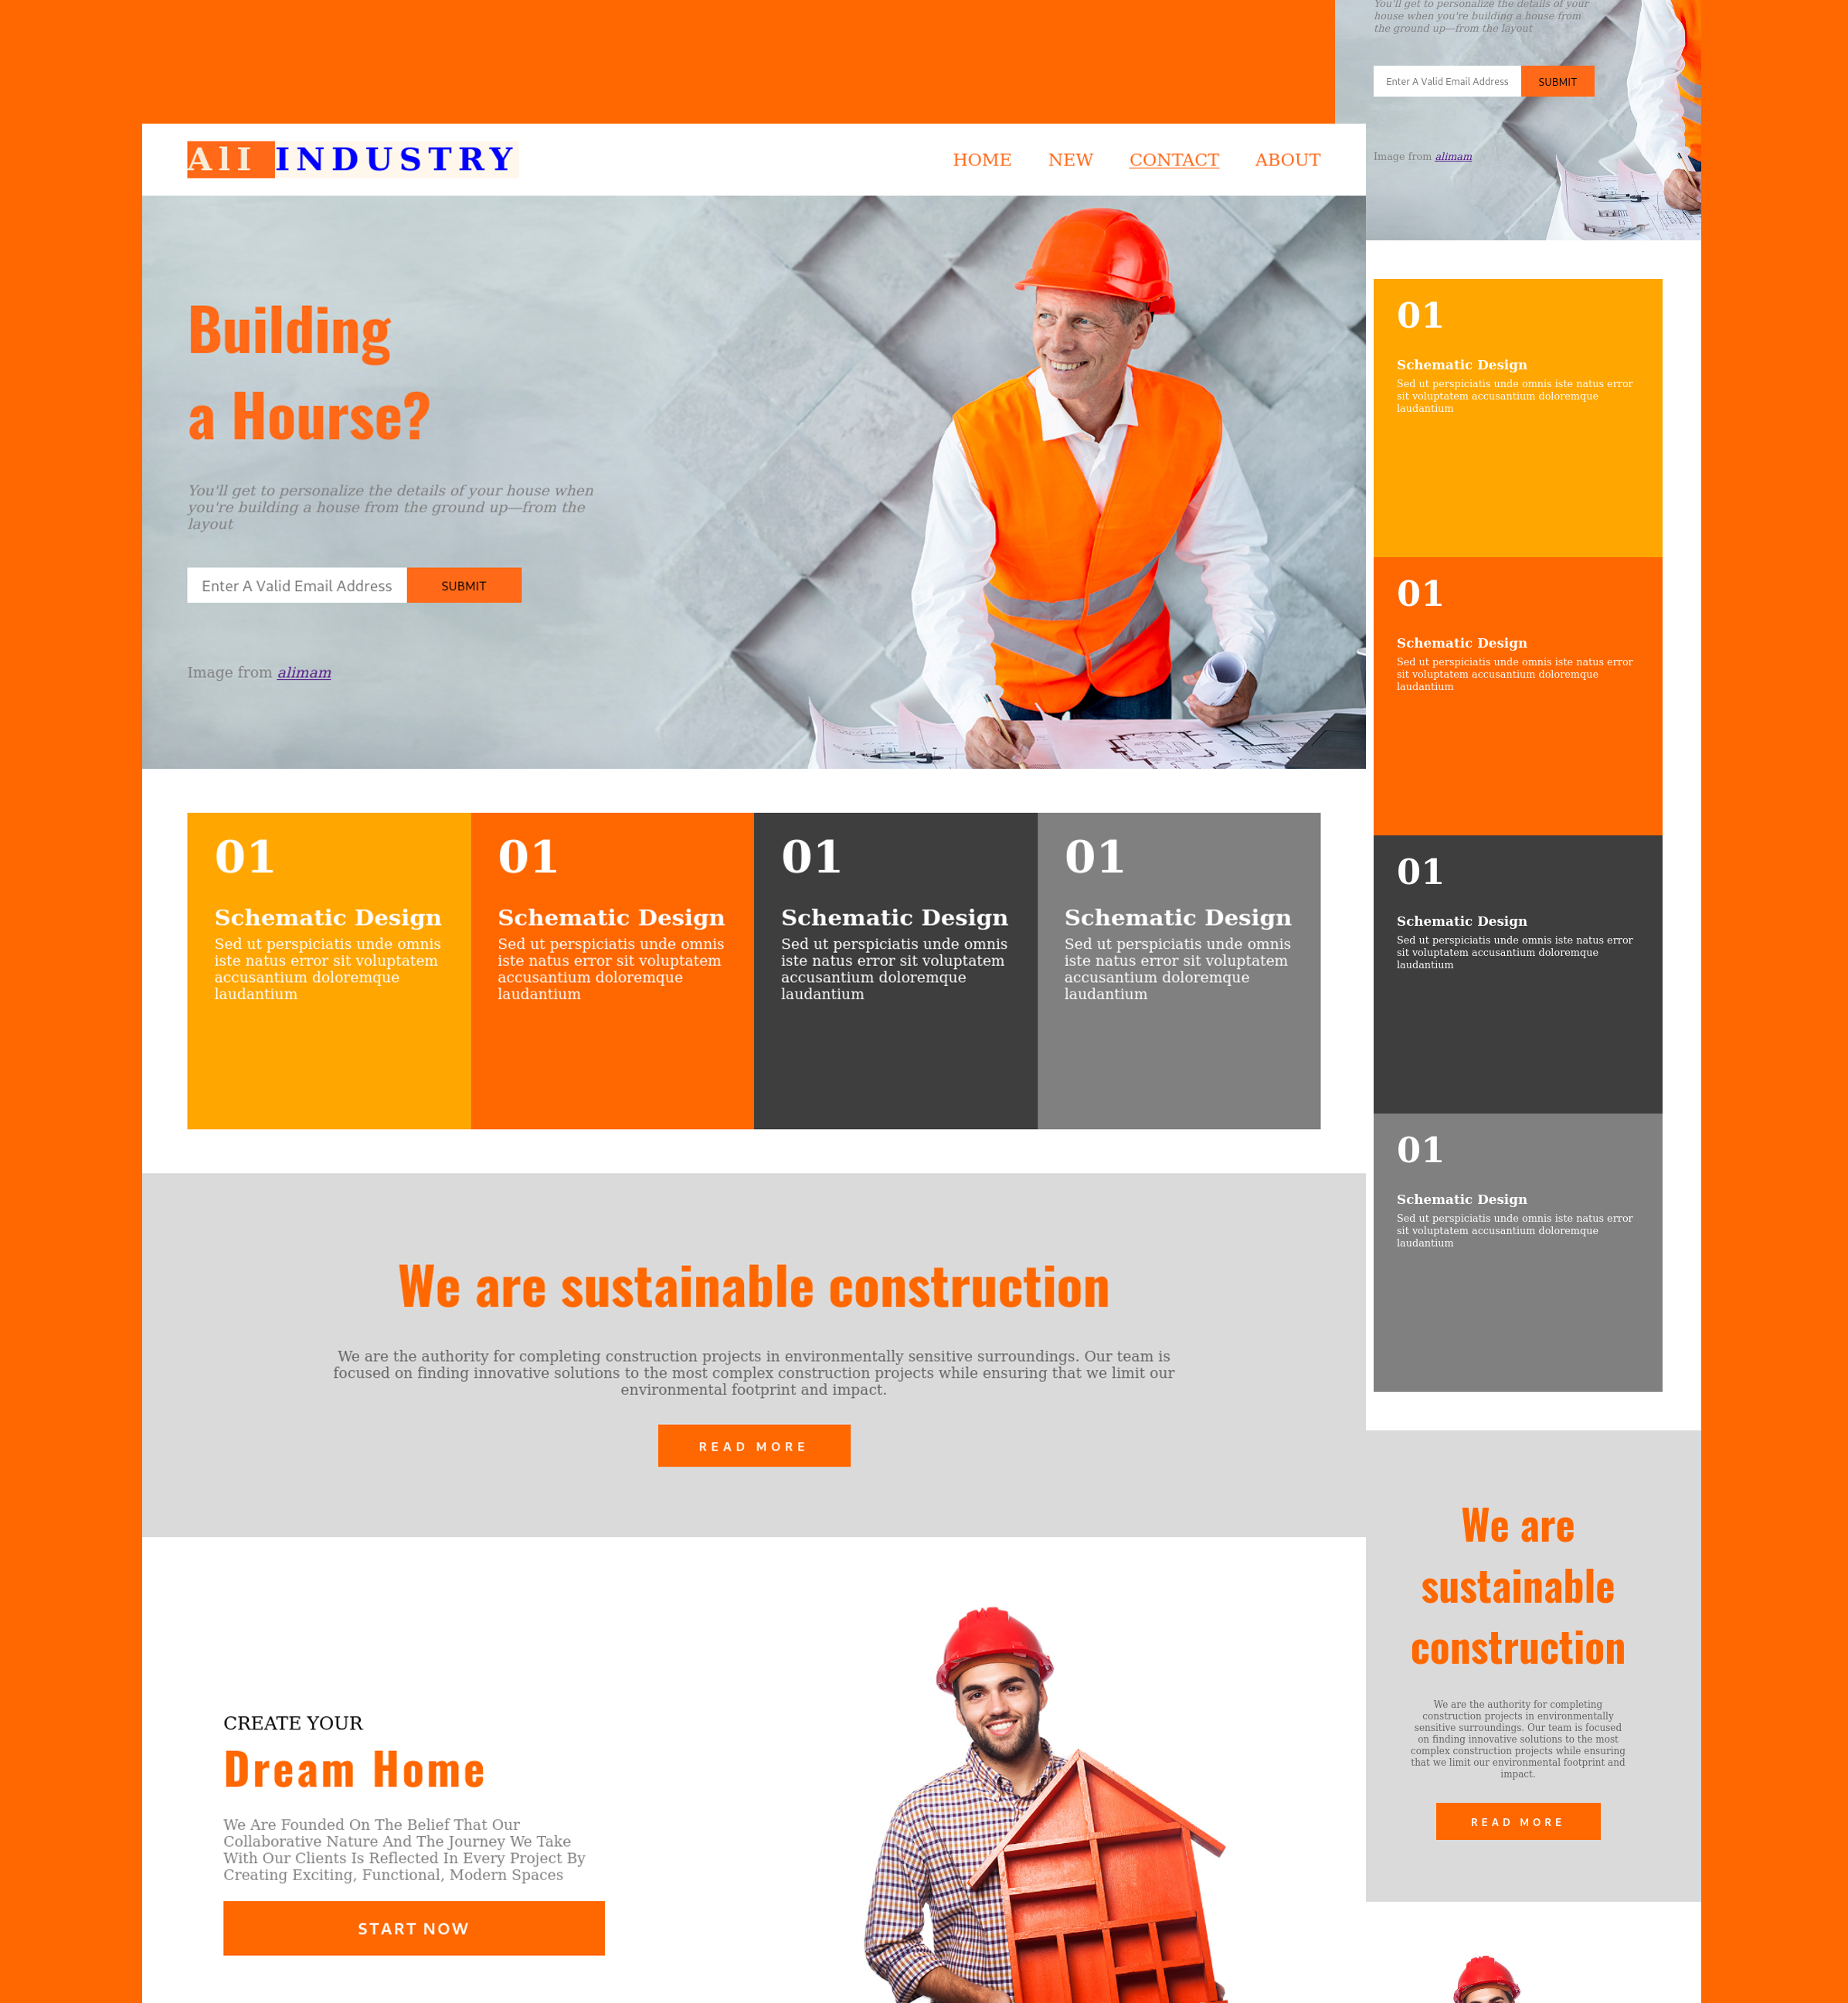 All INDUSTRY
HOME NEW CONTACT ABOUT
Building
a Hourse?
You'll get to personalize the details of your house when
you're building a house from the ground up—from the
layout
Enter A Valid Email Address SUBMIT
Image from alimam
01
Schematic Design
Sed ut perspiciatis unde omnis
iste natus error sit voluptatem
accusantium doloremque
laudantium
01
Schematic Design
Sed ut perspiciatis unde omnis
iste natus error sit voluptatem
accusantium doloremque
laudantium
01
Schematic Design
Sed ut perspiciatis unde omnis
iste natus error sit voluptatem
accusantium doloremque
laudantium
01
Schematic Design
Sed ut perspiciatis unde omnis
iste natus error sit voluptatem
accusantium doloremque
laudantium
We are sustainable construction
We are the authority for completing construction projects in environmentally sensitive surroundings. Our team is
focused on finding innovative solutions to the most complex construction projects while ensuring that we limit our
environmental footprint and impact.
READ MORE
CREATE YOUR
Dream Home
We Are Founded On The Belief That Our
Collaborative Nature And The Journey We Take
With Our Clients Is Reflected In Every Project By
Creating Exciting, Functional, Modern Spaces
START NOW
You'll get to personalize the details of your
house when you're building a house from
the ground up—from the layout
Enter A Valid Email Address SUBMIT
Image from alimam
01
Schematic Design
Sed ut perspiciatis unde omnis iste natus error
sit voluptatem accusantium doloremque
laudantium
01
Schematic Design
Sed ut perspiciatis unde omnis iste natus error
sit voluptatem accusantium doloremque
laudantium
01
Schematic Design
Sed ut perspiciatis unde omnis iste natus error
sit voluptatem accusantium doloremque
laudantium
01
Schematic Design
Sed ut perspiciatis unde omnis iste natus error
sit voluptatem accusantium doloremque
laudantium
We are
sustainable
construction
We are the authority for completing
construction projects in environmentally
sensitive surroundings. Our team is focused
on finding innovative solutions to the most
complex construction projects while ensuring
that we limit our environmental footprint and
impact.
READ MORE